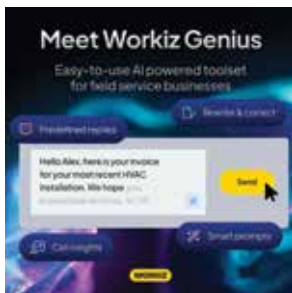 Meet Workiz Genius
Easy-to-use AI powered toolset
for field service businesses
Rewrite & correct
Predefined replies
Hello Alex, here is your invoice
for your most recent HVAC
installation. We hope you
Send
Smart prompts
Call insights
WORKIZ